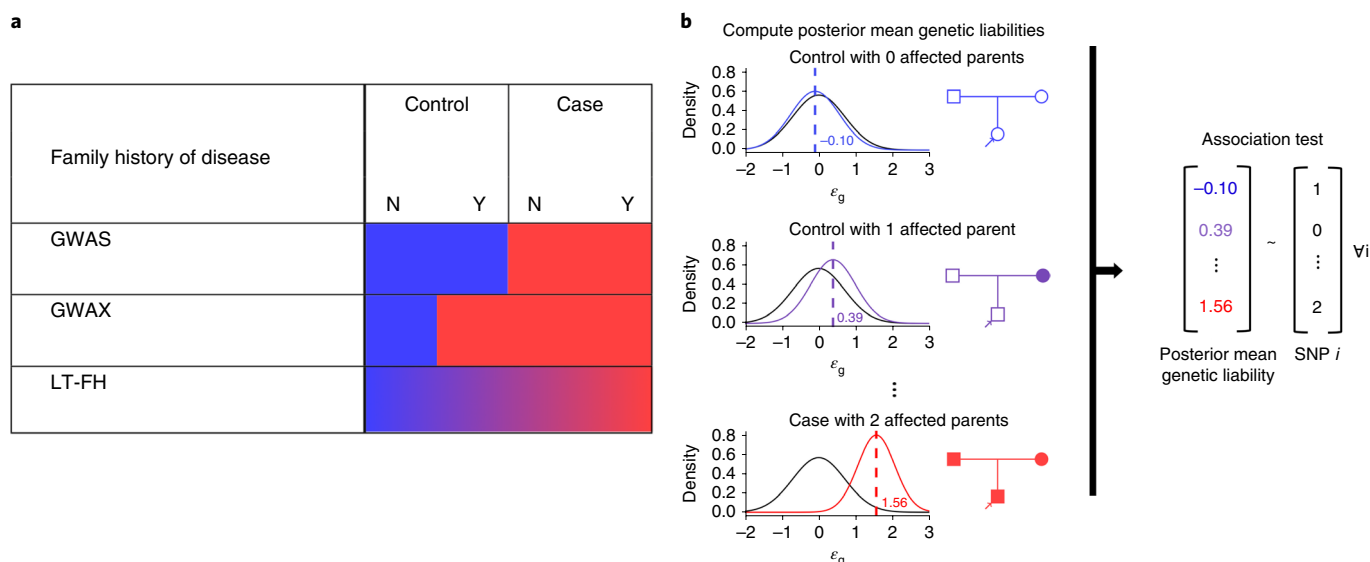 a
Control Case
Family history of disease
N Y N Y
GWAS
GWAX
LT-FH
b
Compute posterior mean genetic liabilities
Control with 0 affected parents
Density
0.8
0.6
0.4
0.2
0.0
−0.10
−2 −1 0 1 2 3
εg
Control with 1 affected parent
Density
0.8
0.6
0.4
0.2
0.0
0.39
−2 −1 0 1 2 3
εg
⋮
Case with 2 affected parents
Density
0.8
0.6
0.4
0.2
0.0
1.56
−2 −1 0 1 2 3
εg
Association test
−0.10 1
0.39 ~ 0 ∀i
⋮ ⋮
1.56 2
Posterior mean SNP i
genetic liability